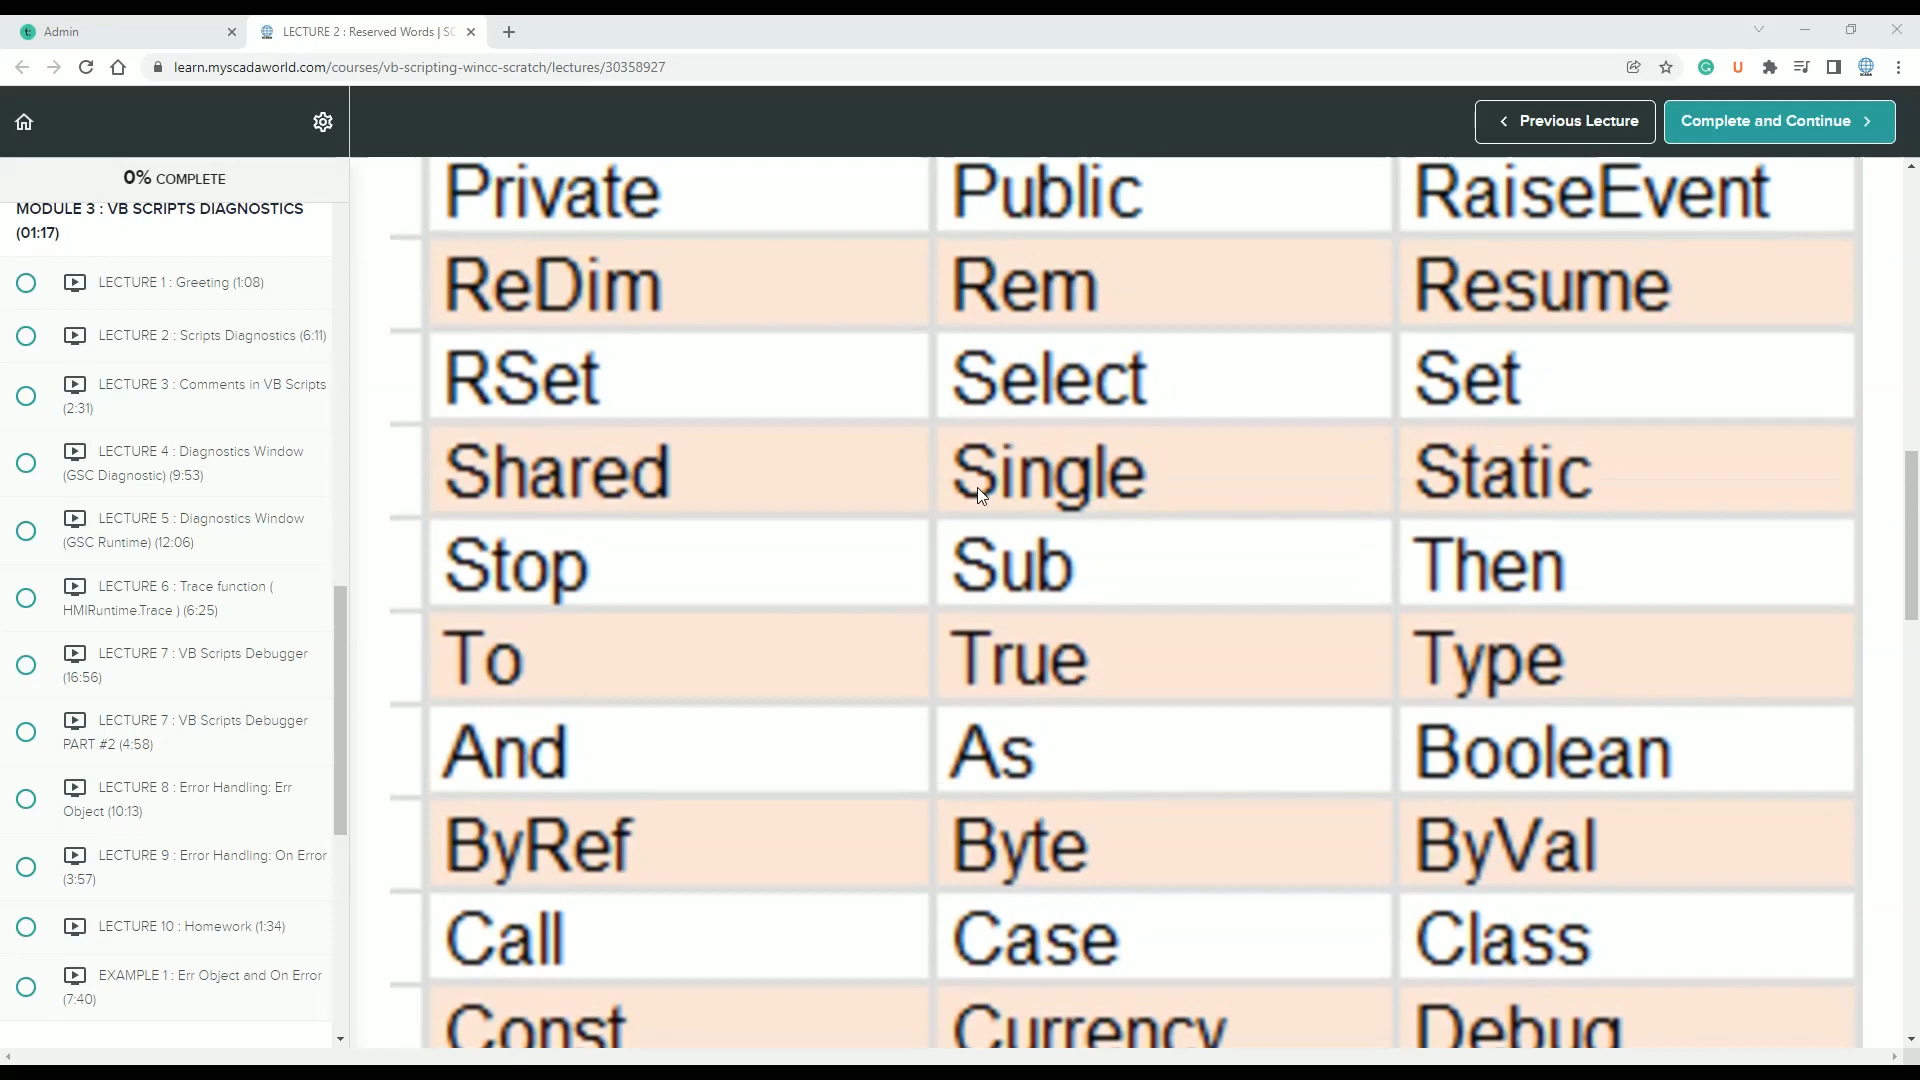 Admin
LECTURE 2 : Reserved Words | SC
learn.myscadaworld.com/courses/vb-scripting-wincc-scratch/lectures/30358927
Previous Lecture
Complete and Continue
0% COMPLETE
MODULE 3 : VB SCRIPTS DIAGNOSTICS
(01:17)
LECTURE 1 : Greeting (1:08)
LECTURE 2 : Scripts Diagnostics (6:11)
LECTURE 3 : Comments in VB Scripts
(2:31)
LECTURE 4 : Diagnostics Window
(GSC Diagnostic) (9:53)
LECTURE 5 : Diagnostics Window
(GSC Runtime) (12:06)
LECTURE 6 : Trace function (
HMIRuntime.Trace ) (6:25)
LECTURE 7 : VB Scripts Debugger
(16:56)
LECTURE 7 : VB Scripts Debugger
PART #2 (4:58)
LECTURE 8 : Error Handling: Err
Object (10:13)
LECTURE 9 : Error Handling: On Error
(3:57)
LECTURE 10 : Homework (1:34)
EXAMPLE 1 : Err Object and On Error
(7:40)
Private Public RaiseEvent
ReDim Rem Resume
RSet Select Set
Shared Single Static
Stop Sub Then
To True Type
And As Boolean
ByRef Byte ByVal
Call Case Class
Const Currency Debug